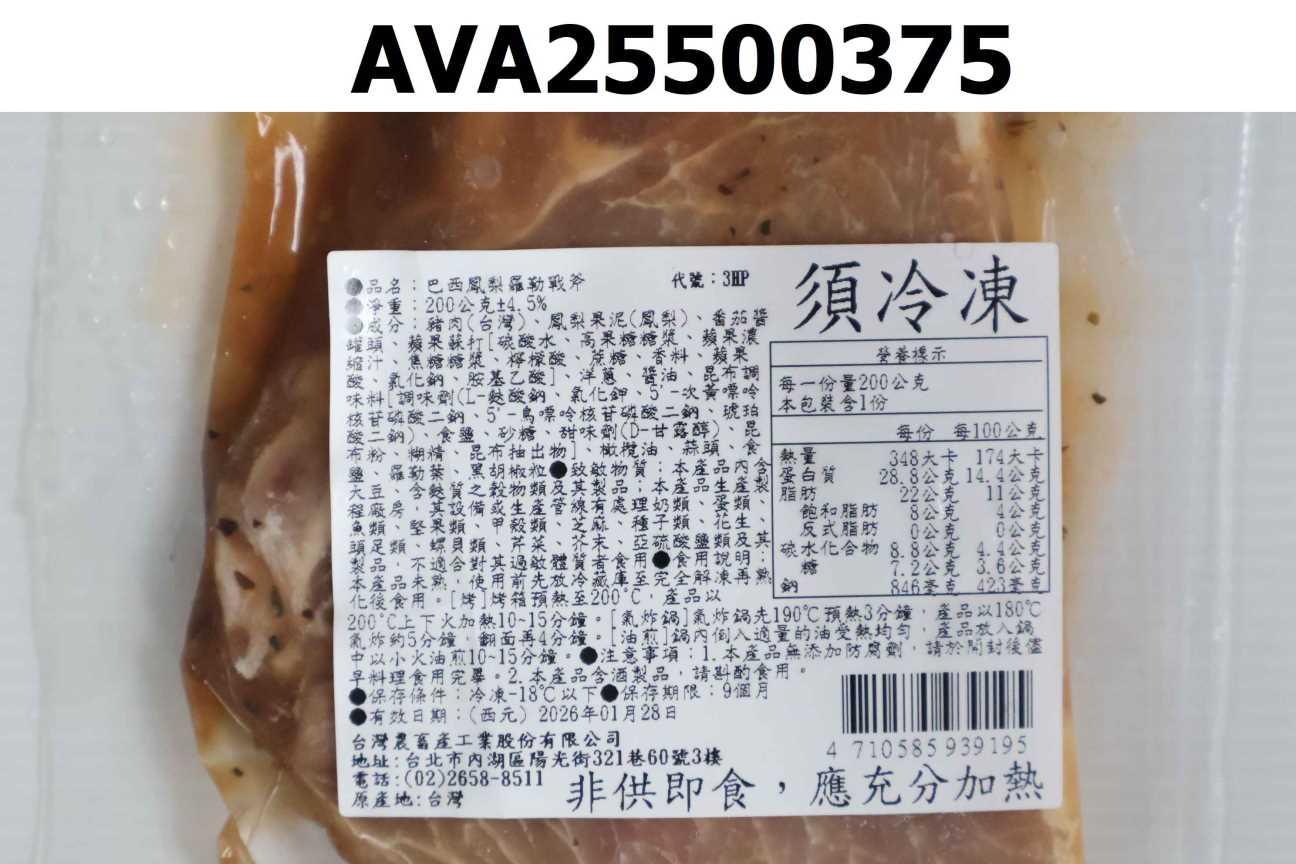 AVA25500375
●品名：巴西鳳梨羅勒戰斧 代號：3HP
●淨重：200公克±4.5%
●成分：豬肉(台灣)、鳳梨果泥(鳳梨)、番茄醬
罐頭、蘋果蘇打[碳酸水、高果糖糖漿、蘋果濃
縮汁、焦糖糖漿、檸檬酸、蔗糖、香料、蘋果
酸、氯化鈉、胺基乙酸]、洋蔥、醬油、昆布調
味料[調味劑(L-麩酸鈉、氯化鉀、5'-次黃嘌呤
核苷磷酸二鈉、5'-鳥嘌呤核苷磷酸二鈉、琥珀
酸二鈉)、食鹽、砂糖、甜味劑(D-甘露醇)、昆
布粉、糊精、昆布抽出物]、橄欖油、蒜頭、食
鹽、羅勒葉、黑胡椒粒●致敏物質：本產品內含
大豆、含麩質之穀物類及其製品，本產品生產製
程廠房，其設備或生產管線有處理奶類、蛋類、
魚類、堅果類、甲殼類、芝麻、種子類、花生、
頭足類、螺貝類、芹菜、芥末、亞硫酸鹽類及其
製品，不適合對其過敏體質者食用●食用說明：
本產品未熟，使用前先放冷藏庫至完全解凍再熟
化後食用。[烤]烤箱預熱至200℃，產品以
200℃上下火加熱10~15分鐘。[氣炸鍋]氣炸鍋先190℃預熱3分鐘，產品以180℃
氣炸約5分鐘，翻面再4分鐘。[油煎]鍋內倒入適量的油受熱均勻，產品放入鍋
中以小火油煎10~15分鐘。●注意事項：1.本產品無添加防腐劑，請於開封後儘
早料理食用完畢。2.本產品含酒製品，請斟酌食用。
●保存條件：冷凍-18℃以下●保存期限：9個月
●有效日期：(西元) 2026年01月28日
台灣農畜產工業股份有限公司
地址：台北市內湖區陽光街321巷60號3樓
電話：(02)2658-8511
原產地：台灣
須冷凍
營養標示
每一份量200公克
本包裝含1份
每份 每100公克
熱量 348大卡 174大卡
蛋白質 28.8公克 14.4公克
脂肪 22公克 11公克
飽和脂肪 8公克 4公克
反式脂肪 0公克 0公克
碳水化合物 8.8公克 4.4公克
糖 7.2公克 3.6公克
鈉 846毫克 423毫克
4 710585 939195
非供即食，應充分加熱